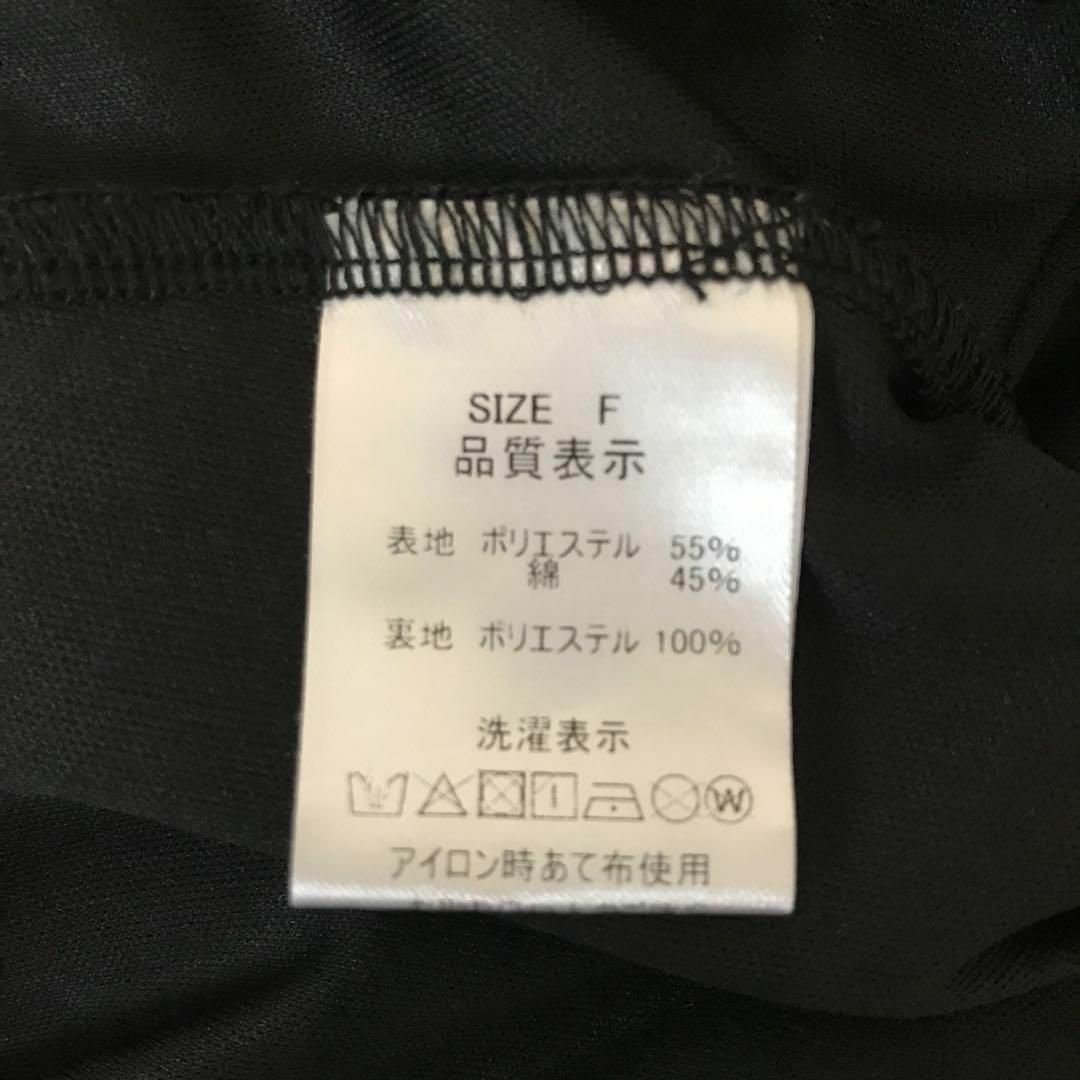 SIZE F
品質表示
表地 ポリエステル 55%
綿 45%
裏地 ポリエステル 100%
洗濯表示
W
アイロン時あて布使用